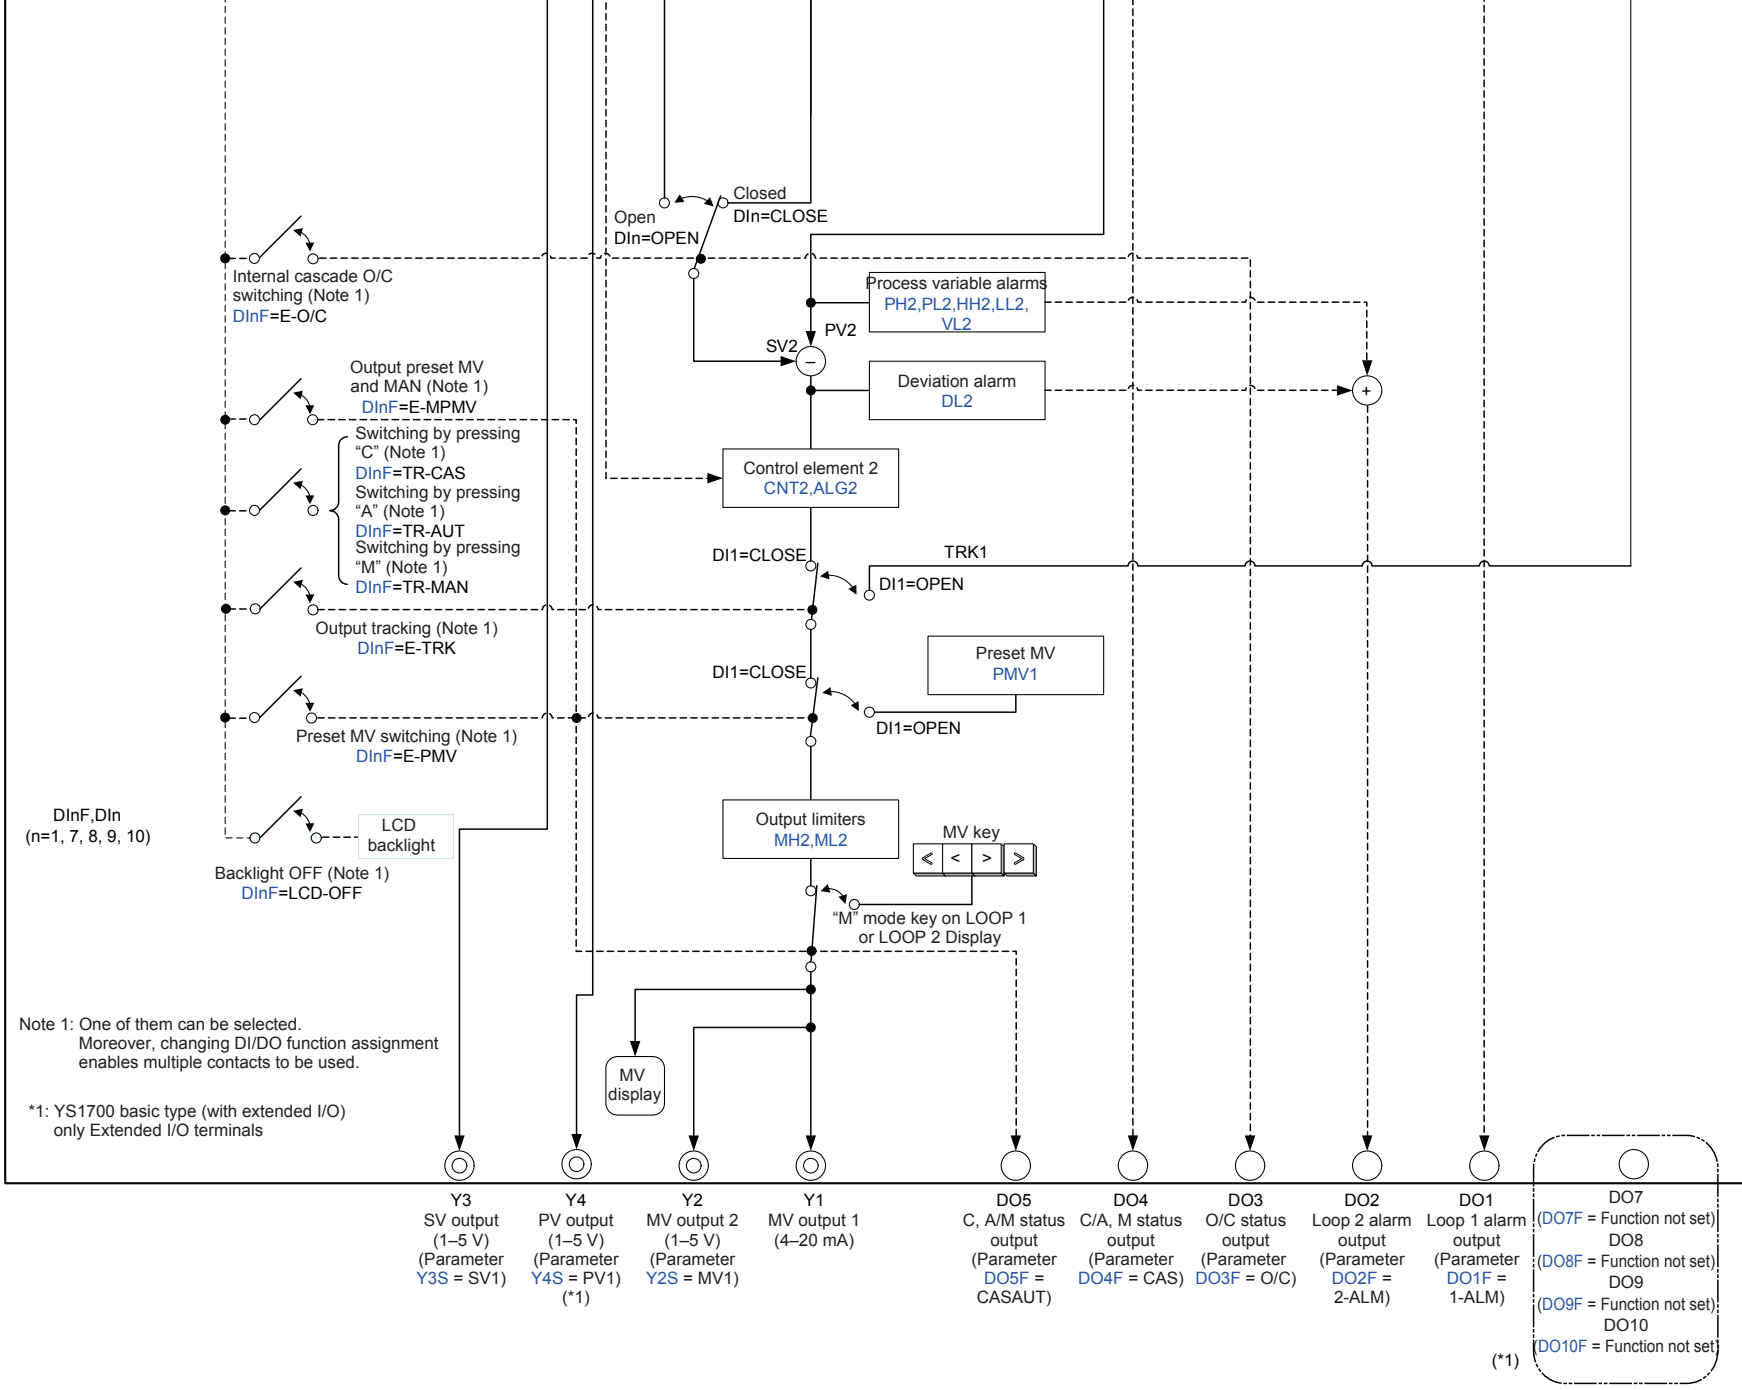 Closed
DIn=CLOSE
Open
DIn=OPEN
Internal cascade O/C
switching (Note 1)
DInF=E-O/C
Process variable alarms
PH2,PL2,HH2,LL2,
VL2
PV2
SV2
–
Output preset MV
and MAN (Note 1)
DInF=E-MPMV
Deviation alarm
DL2
+
Switching by pressing
“C” (Note 1)
DInF=TR-CAS
Switching by pressing
“A” (Note 1)
DInF=TR-AUT
Switching by pressing
“M” (Note 1)
DInF=TR-MAN
Control element 2
CNT2,ALG2
DI1=CLOSE
TRK1
DI1=OPEN
Output tracking (Note 1)
DInF=E-TRK
Preset MV
PMV1
DI1=CLOSE
DI1=OPEN
Preset MV switching (Note 1)
DInF=E-PMV
DInF,DIn
(n=1, 7, 8, 9, 10)
LCD
backlight
Backlight OFF (Note 1)
DInF=LCD-OFF
Output limiters
MH2,ML2
MV key
≪ < > ≫
“M” mode key on LOOP 1
or LOOP 2 Display
Note 1: One of them can be selected.
Moreover, changing DI/DO function assignment
enables multiple contacts to be used.
MV
display
*1: YS1700 basic type (with extended I/O)
only Extended I/O terminals
Y3
SV output
(1–5 V)
(Parameter
Y3S = SV1)
Y4
PV output
(1–5 V)
(Parameter
Y4S = PV1)
(*1)
Y2
MV output 2
(1–5 V)
(Parameter
Y2S = MV1)
Y1
MV output 1
(4–20 mA)
DO5
C, A/M status
output
(Parameter
DO5F =
CASAUT)
DO4
C/A, M status
output
(Parameter
DO4F = CAS)
DO3
O/C status
output
(Parameter
DO3F = O/C)
DO2
Loop 2 alarm
output
(Parameter
DO2F =
2-ALM)
DO1
Loop 1 alarm
output
(Parameter
DO1F =
1-ALM)
DO7
(DO7F = Function not set)
DO8
(DO8F = Function not set)
DO9
(DO9F = Function not set)
DO10
(DO10F = Function not set)
(*1)